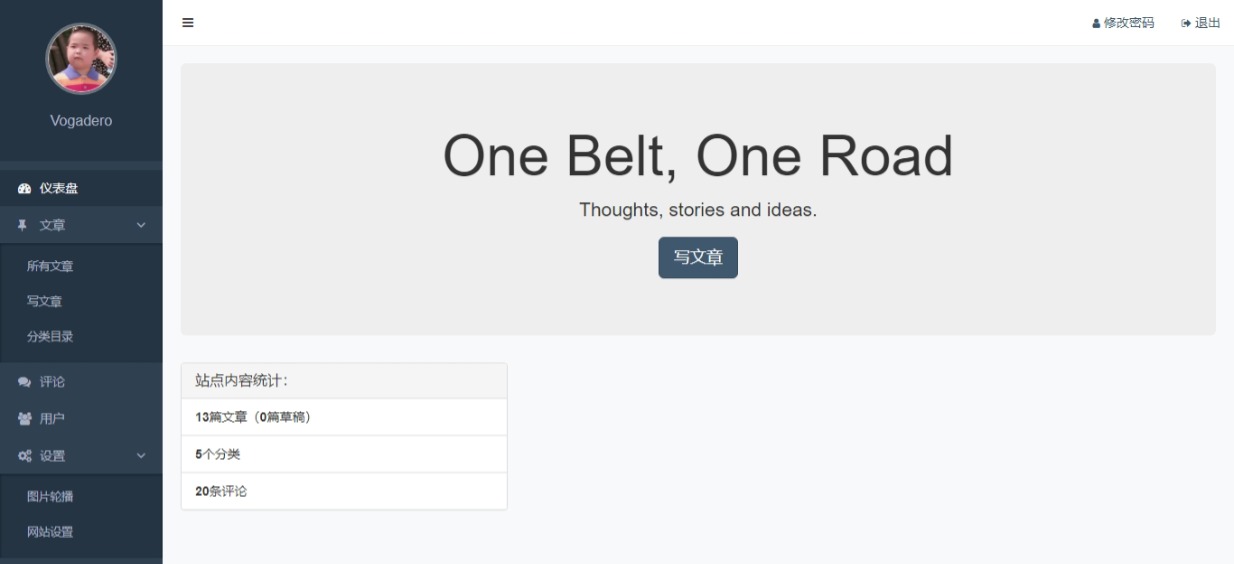 Vogadero
仪表盘
文章
所有文章
写文章
分类目录
评论
用户
设置
图片轮播
网站设置
修改密码
退出
One Belt, One Road
Thoughts, stories and ideas.
写文章
站点内容统计：
13篇文章（0篇草稿）
5个分类
20条评论